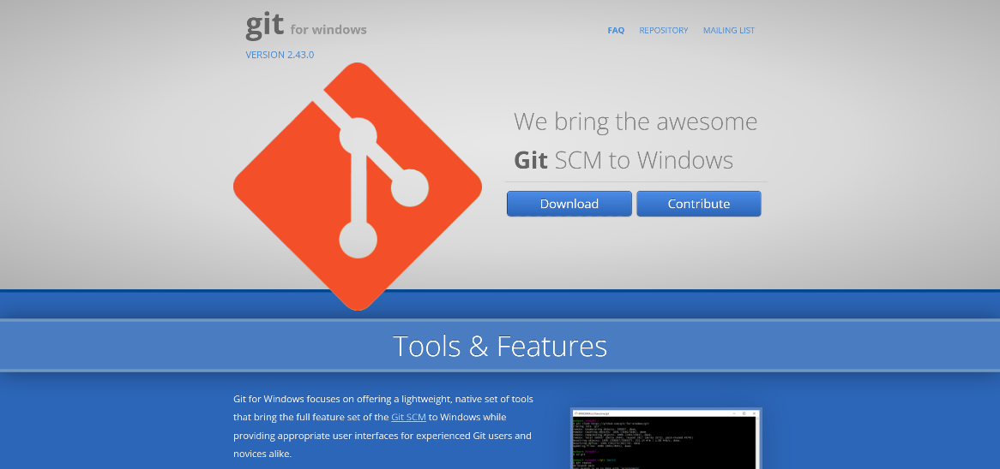 git for windows
FAQ REPOSITORY MAILING LIST
VERSION 2.43.0
We bring the awesome
Git SCM to Windows
Download Contribute
Tools & Features
Git for Windows focuses on offering a lightweight, native set of tools
that bring the full feature set of the Git SCM to Windows while
providing appropriate user interfaces for experienced Git users and
novices alike.